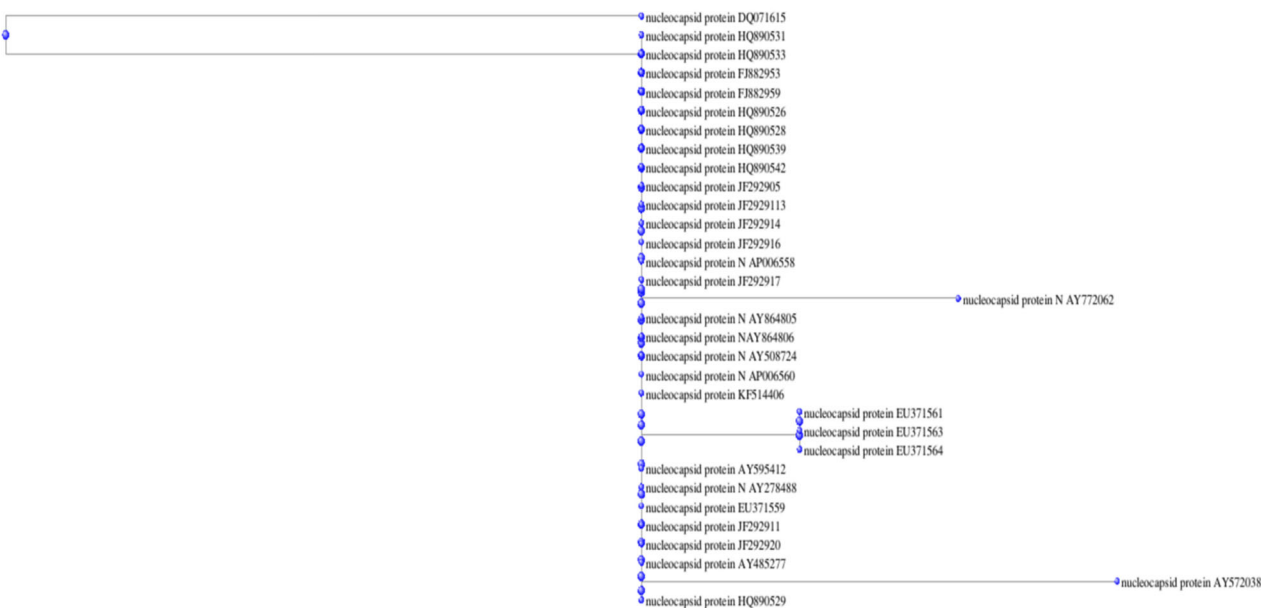 nucleocapsid protein DQ071615
nucleocapsid protein HQ890531
nucleocapsid protein HQ890533
nucleocapsid protein FJ882953
nucleocapsid protein FJ882959
nucleocapsid protein HQ890526
nucleocapsid protein HQ890528
nucleocapsid protein HQ890539
nucleocapsid protein HQ890542
nucleocapsid protein JF292905
nucleocapsid protein JF2929113
nucleocapsid protein JF292914
nucleocapsid protein JF292916
nucleocapsid protein N AP006558
nucleocapsid protein JF292917
nucleocapsid protein N AY772062
nucleocapsid protein N AY864805
nucleocapsid protein NAY864806
nucleocapsid protein N AY508724
nucleocapsid protein N AP006560
nucleocapsid protein KF514406
nucleocapsid protein EU371561
nucleocapsid protein EU371563
nucleocapsid protein EU371564
nucleocapsid protein AY595412
nucleocapsid protein N AY278488
nucleocapsid protein EU371559
nucleocapsid protein JF292911
nucleocapsid protein JF292920
nucleocapsid protein AY485277
nucleocapsid protein AY572038
nucleocapsid protein HQ890529